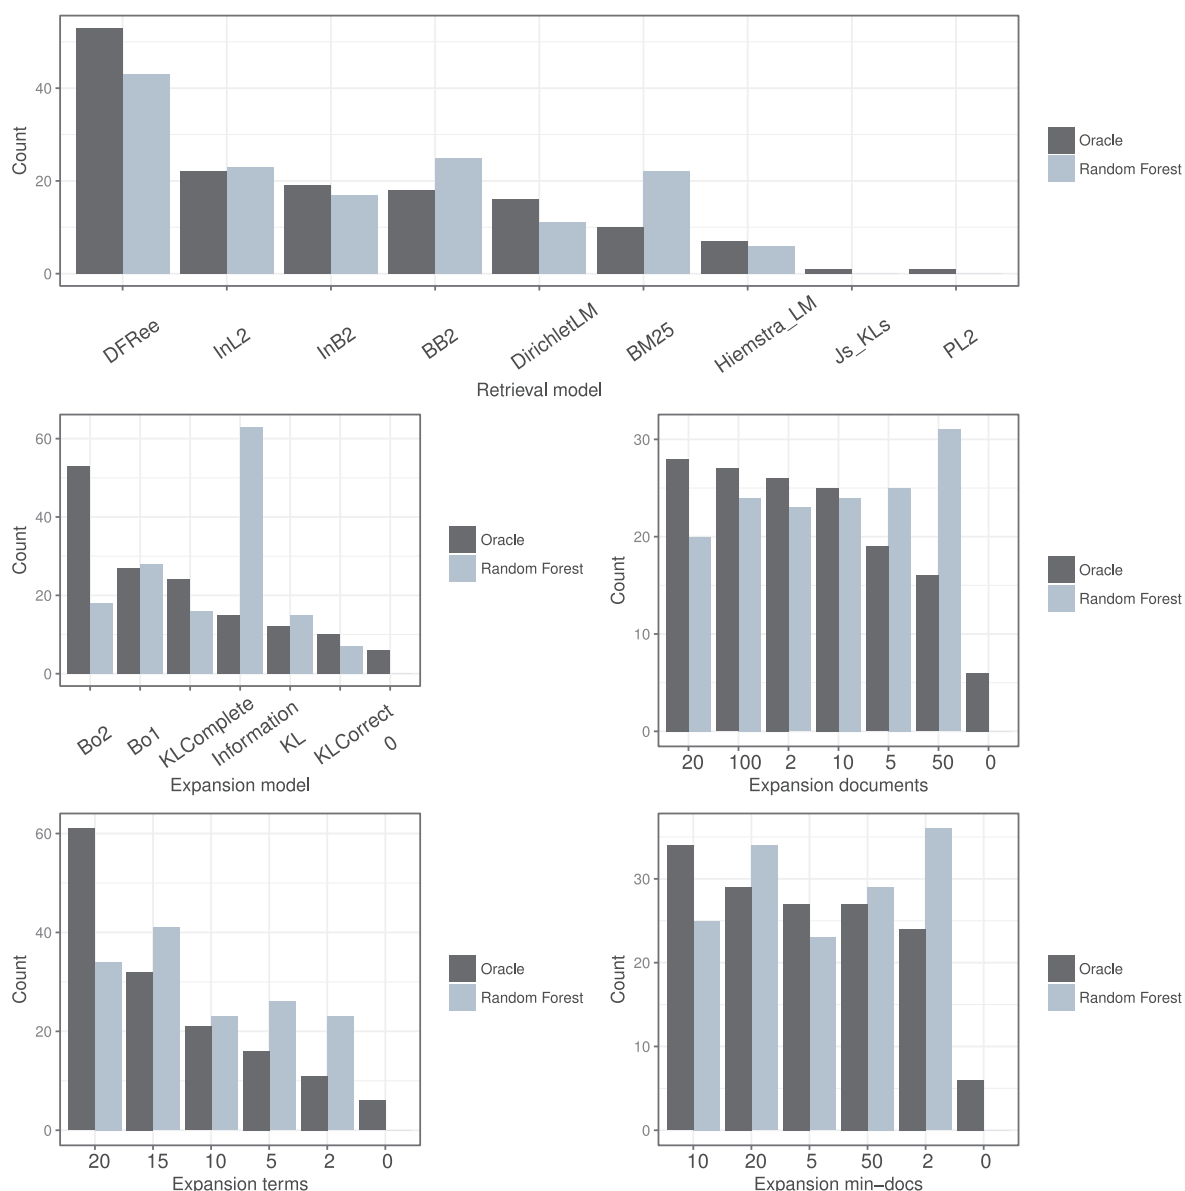 Count
40
20
0
DFRee
InL2
InB2
BB2
DirichletLM
BM25
Hiemstra_LM
Js_KLs
PL2
Retrieval model
Oracle
Random Forest
Count
60
40
20
0
Bo2
Bo1
KLComplete
Information
KL
KLCorrect
0
Expansion model
Oracle
Random Forest
Count
30
20
10
0
20 100 2 10 5 50 0
Expansion documents
Oracle
Random Forest
Count
60
40
20
0
20 15 10 5 2 0
Expansion terms
Oracle
Random Forest
Count
30
20
10
0
10 20 5 50 2 0
Expansion min−docs
Oracle
Random Forest